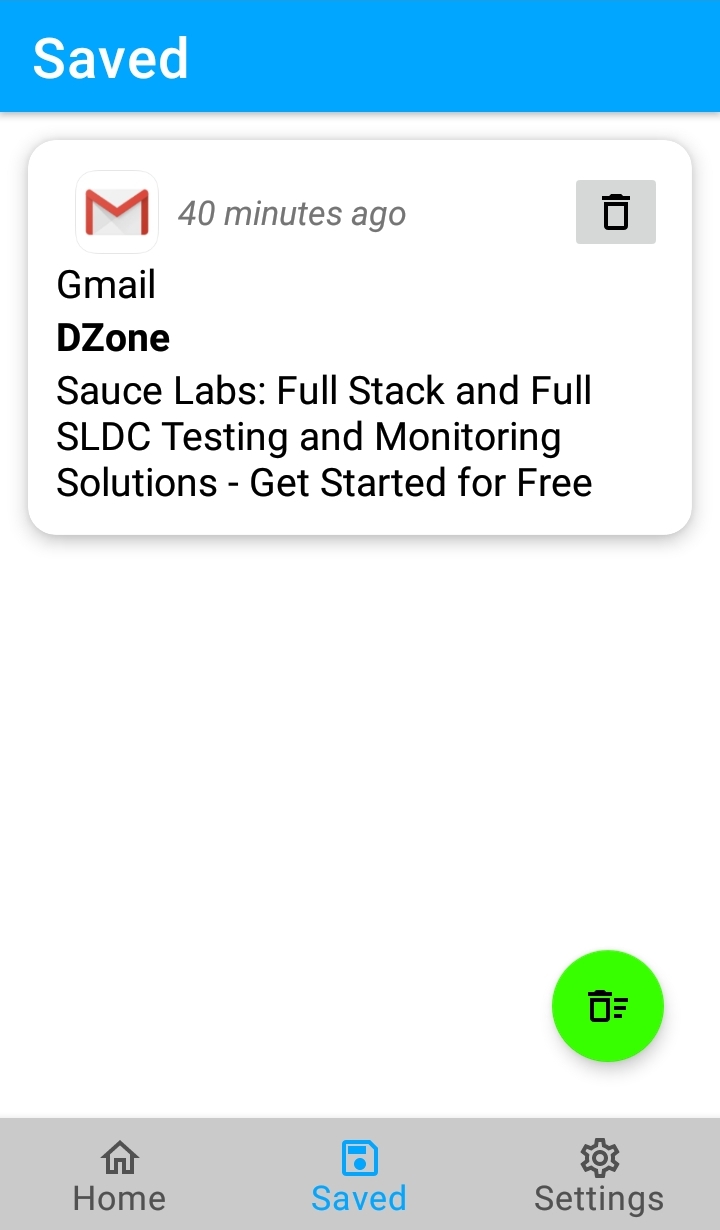 Saved
40 minutes ago
Gmail
DZone
Sauce Labs: Full Stack and Full
SLDC Testing and Monitoring
Solutions - Get Started for Free
Home
Saved
Settings